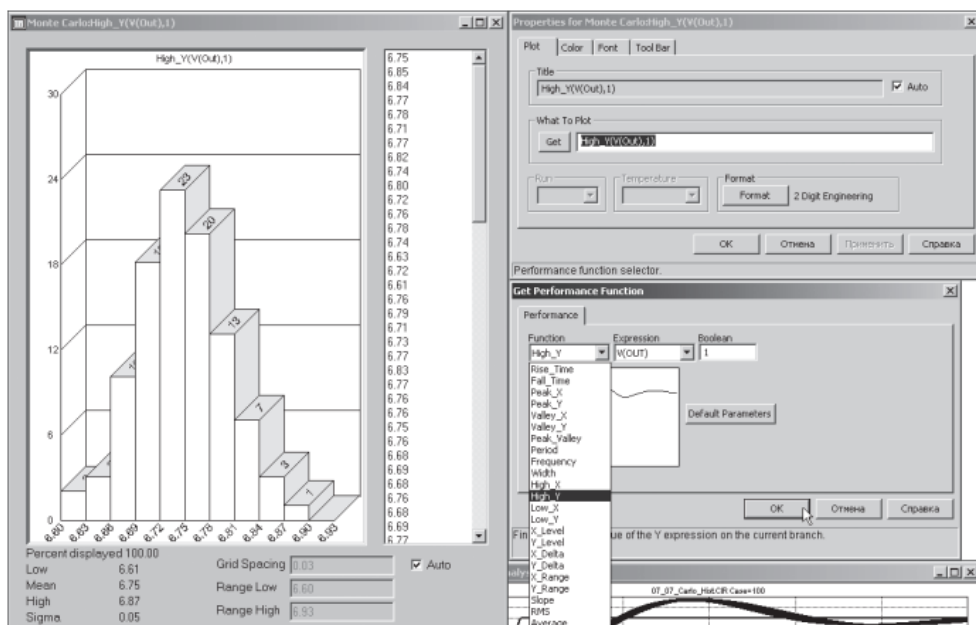 Monte Carlo:High_Y(V(Out),1)
High_Y(V(Out),1)
30
24
18
12
6
0
23
20
13
7
3
1
6.60 6.63 6.66 6.69 6.72 6.75 6.78 6.81 6.84 6.87 6.90 6.93
Percent displayed 100.00
Low 6.61
Mean 6.75
High 6.87
Sigma 0.05
Grid Spacing 0.03
Range Low 6.60
Range High 6.93
Auto
6.75
6.85
6.84
6.77
6.78
6.71
6.77
6.82
6.74
6.80
6.72
6.76
6.78
6.74
6.63
6.72
6.61
6.76
6.79
6.71
6.73
6.77
6.83
6.77
6.76
6.76
6.75
6.76
6.68
6.69
6.68
6.76
6.68
6.69
6.77
Properties for Monte Carlo:High_Y(V(Out),1)
Plot Color Font Tool Bar
Title
High_Y(V(Out),1)
Auto
What To Plot
Get High_Y(V(Out),1)
Run Temperature Format
Format 2 Digit Engineering
OK Отмена Применить Справка
Performance function selector.
Get Performance Function
Performance
Function Expression Boolean
High_Y V(OUT) 1
Rise_Time
Fall_Time
Peak_X
Peak_Y
Valley_X
Valley_Y
Peak_Valley
Period
Frequency
Width
High_X
High_Y
Low_X
Low_Y
X_Level
Y_Level
X_Delta
Y_Delta
X_Range
Y_Range
Slope
RMS
Average
Default Parameters
OK Отмена Справка
ue of the Y expression on the current branch.
07_07_Carlo_Hist.CIR Case=100